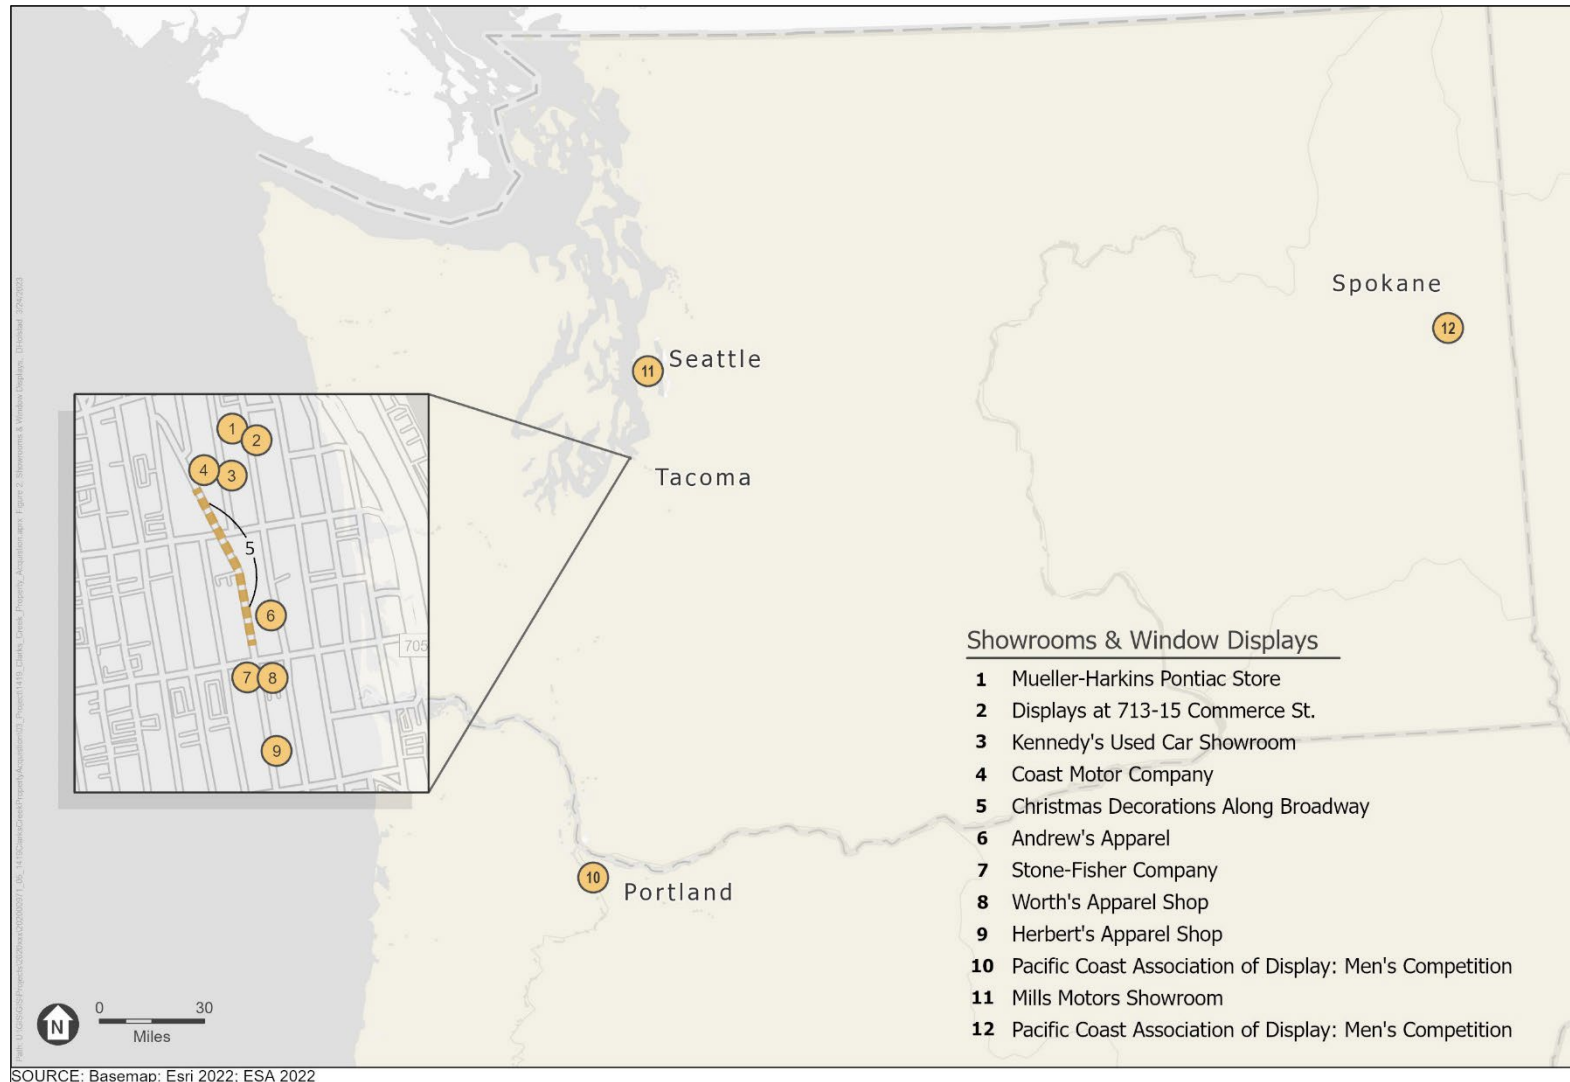 Spokane
12
11
Seattle
Tacoma
1
2
4
3
5
6
7
8
9
705
10
Portland
Showrooms & Window Displays
1 Mueller-Harkins Pontiac Store
2 Displays at 713-15 Commerce St.
3 Kennedy's Used Car Showroom
4 Coast Motor Company
5 Christmas Decorations Along Broadway
6 Andrew's Apparel
7 Stone-Fisher Company
8 Worth's Apparel Shop
9 Herbert's Apparel Shop
10 Pacific Coast Association of Display: Men's Competition
11 Mills Motors Showroom
12 Pacific Coast Association of Display: Men's Competition
N
0 30
Miles
SOURCE: Basemap: Esri 2022; ESA 2022